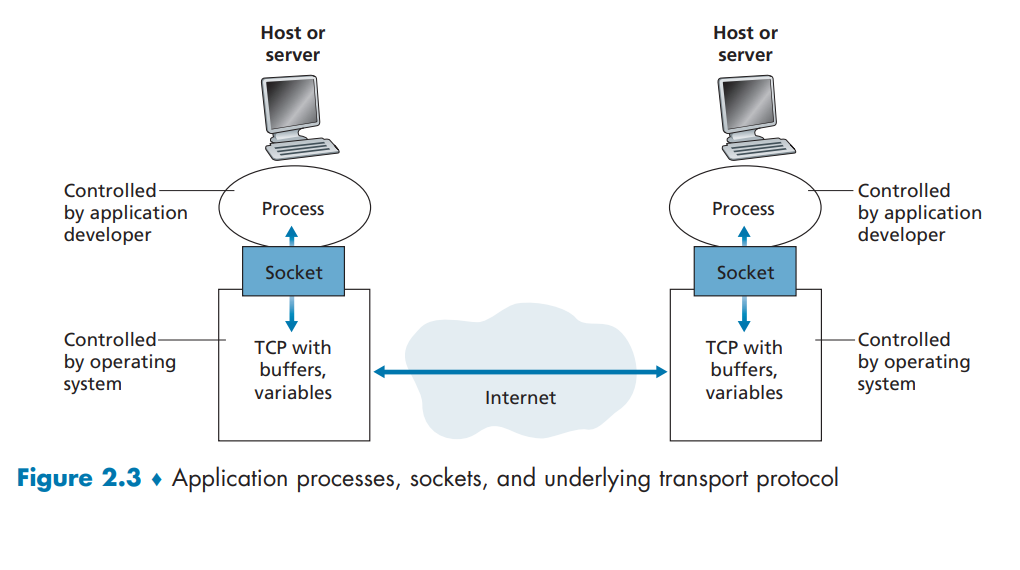 Host or
server
Host or
server
Controlled
by application
developer
Process
Process
Controlled
by application
developer
Socket
Socket
Controlled
by operating
system
TCP with
buffers,
variables
Internet
TCP with
buffers,
variables
Controlled
by operating
system
Figure 2.3 ♦ Application processes, sockets, and underlying transport protocol